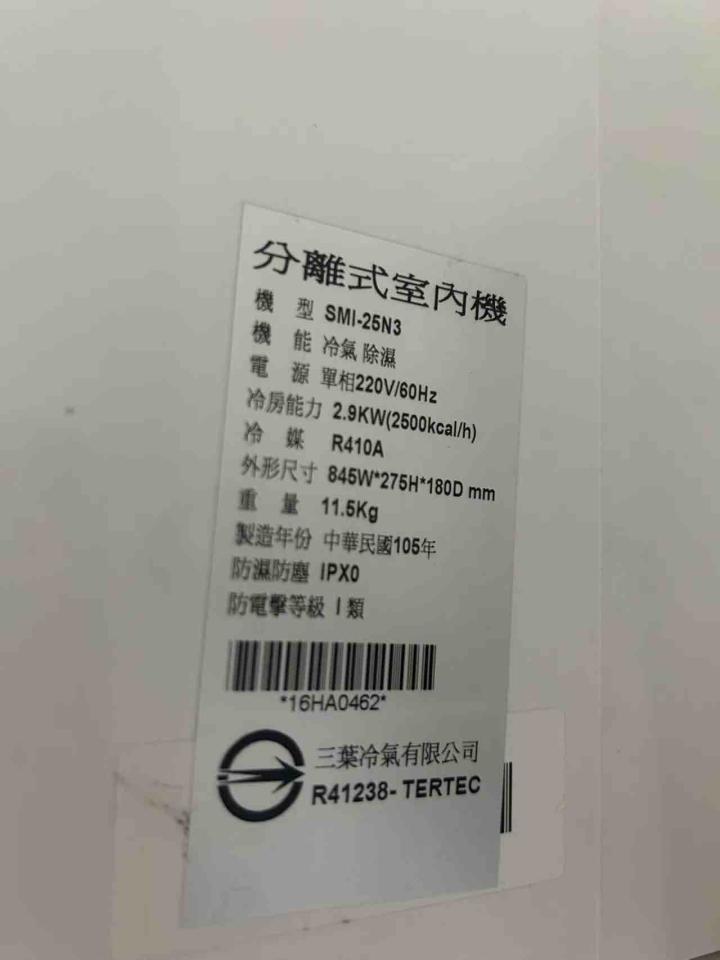 分離式室內機
機 型 SMI-25N3
機 能 冷氣 除濕
電 源 單相220V/60Hz
冷房能力 2.9KW(2500kcal/h)
冷 媒 R410A
外形尺寸 845W*275H*180D mm
重 量 11.5Kg
製造年份 中華民國105年
防濕防塵 IPX0
防電擊等級 I 類
*16HA0462*
三葉冷氣有限公司
R41238- TERTEC